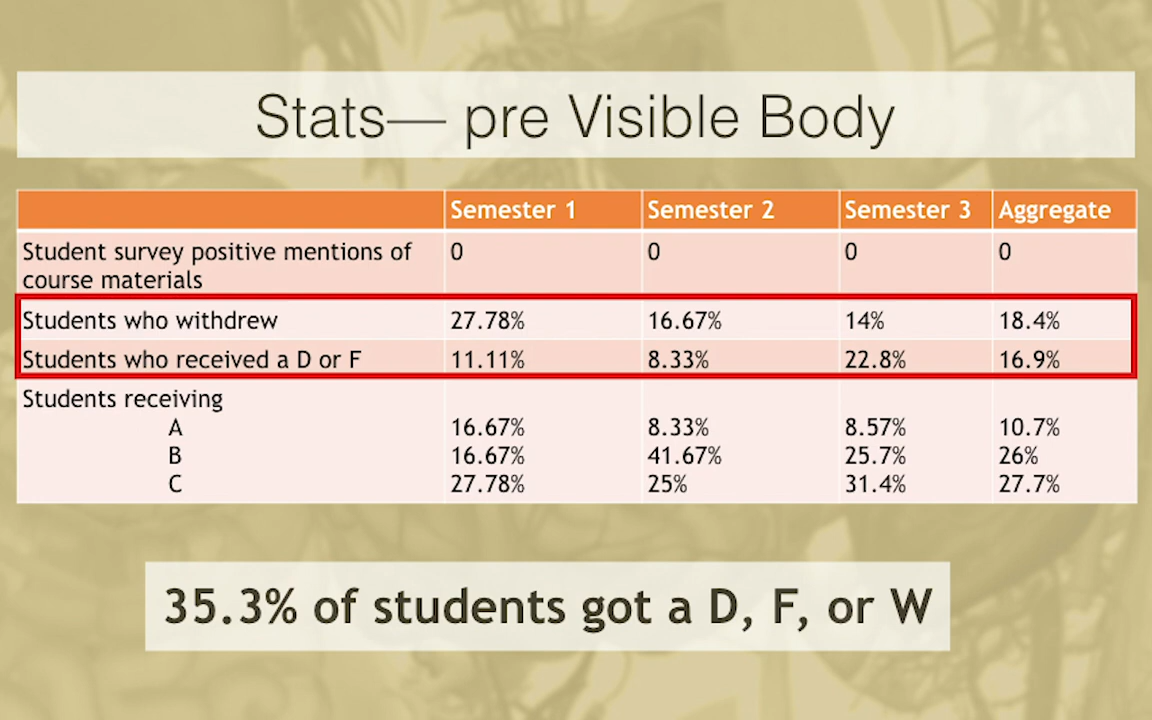 Stats— pre Visible Body
Semester 1 Semester 2 Semester 3 Aggregate
Student survey positive mentions of
course materials 0 0 0 0
Students who withdrew 27.78% 16.67% 14% 18.4%
Students who received a D or F 11.11% 8.33% 22.8% 16.9%
Students receiving
A 16.67% 8.33% 8.57% 10.7%
B 16.67% 41.67% 25.7% 26%
C 27.78% 25% 31.4% 27.7%
35.3% of students got a D, F, or W